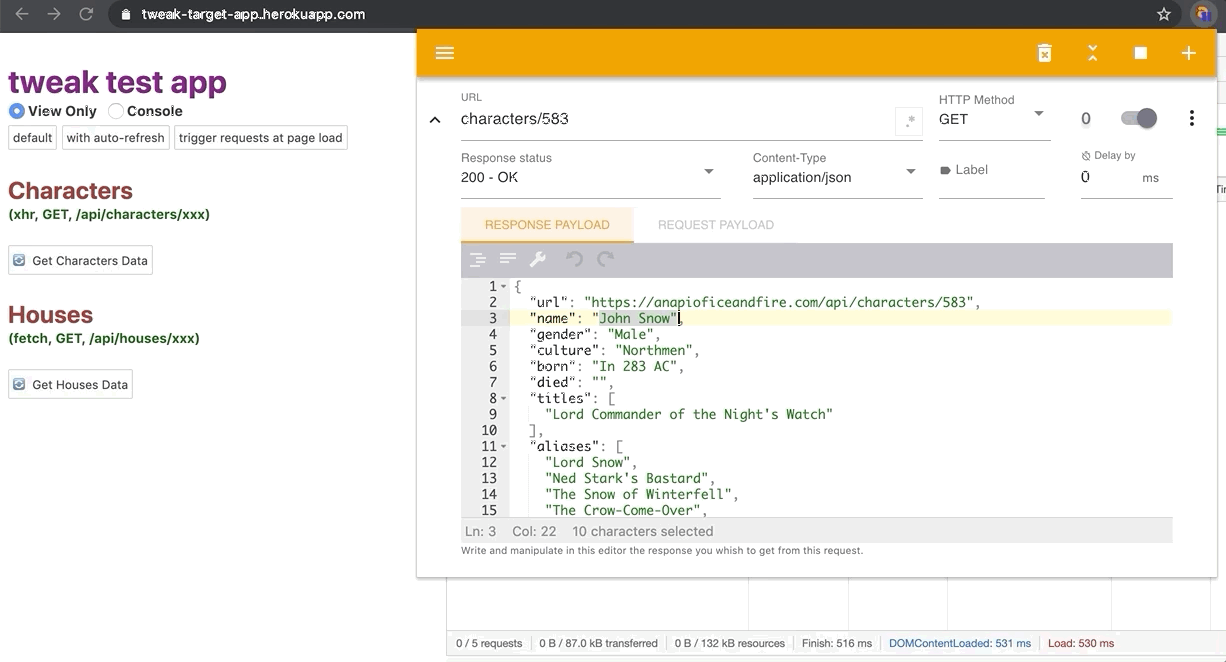 tweak-target-app.herokuapp.com
tweak test app
View Only Console
default with auto-refresh trigger requests at page load
Characters
(xhr, GET, /api/characters/xxx)
Get Characters Data
Houses
(fetch, GET, /api/houses/xxx)
Get Houses Data
URL
characters/583
.*
HTTP Method
GET
0
Response status
200 - OK
Content-Type
application/json
Label
Delay by
0 ms
RESPONSE PAYLOAD REQUEST PAYLOAD
1 {
2 "url": "https://anapioficeandfire.com/api/characters/583",
3 "name": "John Snow",
4 "gender": "Male",
5 "culture": "Northmen",
6 "born": "In 283 AC",
7 "died": "",
8 "titles": [
9 "Lord Commander of the Night's Watch"
10 ],
11 "aliases": [
12 "Lord Snow",
13 "Ned Stark's Bastard",
14 "The Snow of Winterfell",
15 "The Crow-Come-Over",
Ln: 3 Col: 22 10 characters selected
Write and manipulate in this editor the response you whish to get from this request.
0 / 5 requests 0 B / 87.0 kB transferred 0 B / 132 kB resources Finish: 516 ms DOMContentLoaded: 531 ms Load: 530 ms